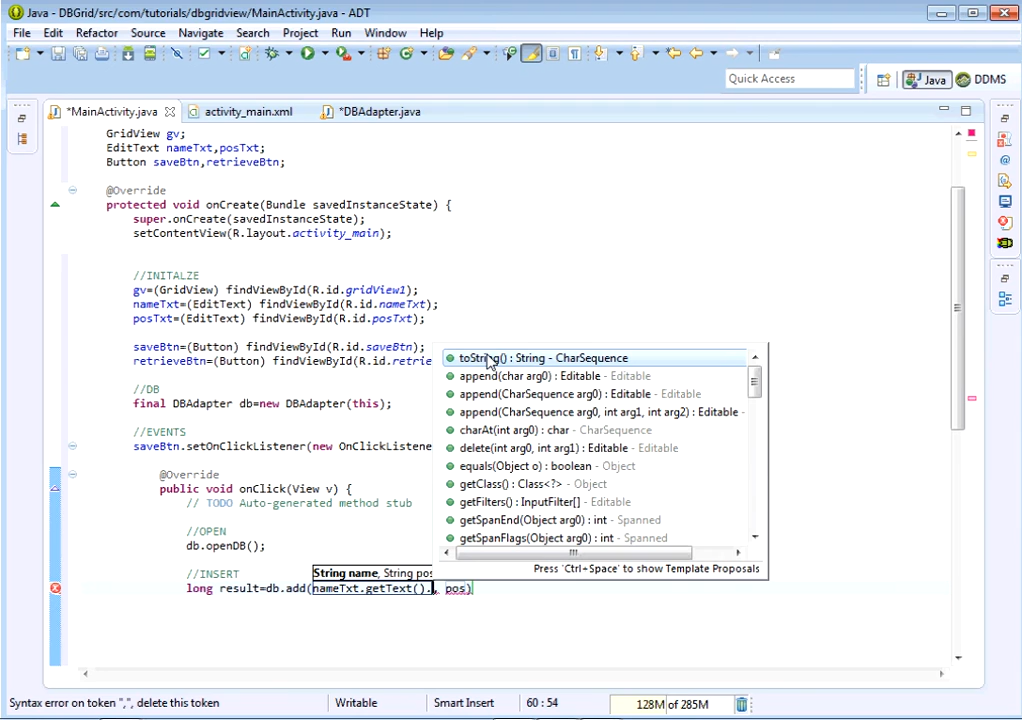 Java - DBGrid/src/com/tutorials/dbgridview/MainActivity.java - ADT
File Edit Refactor Source Navigate Search Project Run Window Help
Quick Access
Java
DDMS
*MainActivity.java
activity_main.xml
*DBAdapter.java
GridView gv;
EditText nameTxt,posTxt;
Button saveBtn,retrieveBtn;
@Override
protected void onCreate(Bundle savedInstanceState) {
super.onCreate(savedInstanceState);
setContentView(R.layout.activity_main);
//INITALZE
gv=(GridView) findViewById(R.id.gridView1);
nameTxt=(EditText) findViewById(R.id.nameTxt);
posTxt=(EditText) findViewById(R.id.posTxt);
saveBtn=(Button) findViewById(R.id.saveBtn);
retrieveBtn=(Button) findViewById(R.id.retrie
//DB
final DBAdapter db=new DBAdapter(this);
//EVENTS
saveBtn.setOnClickListener(new OnClickListene
@Override
public void onClick(View v) {
// TODO Auto-generated method stub
//OPEN
db.openDB();
//INSERT
String name, String pos
long result=db.add(nameTxt.getText()., pos)
toString() : String - CharSequence
append(char arg0) : Editable - Editable
append(CharSequence arg0) : Editable - Editable
append(CharSequence arg0, int arg1, int arg2) : Editable -
charAt(int arg0) : char - CharSequence
delete(int arg0, int arg1) : Editable - Editable
equals(Object o) : boolean - Object
getClass() : Class<?> - Object
getFilters() : InputFilter[] - Editable
getSpanEnd(Object arg0) : int - Spanned
getSpanFlags(Object arg0) : int - Spanned
Press 'Ctrl+Space' to show Template Proposals
Syntax error on token ",", delete this token
Writable
Smart Insert
60 : 54
128M of 285M